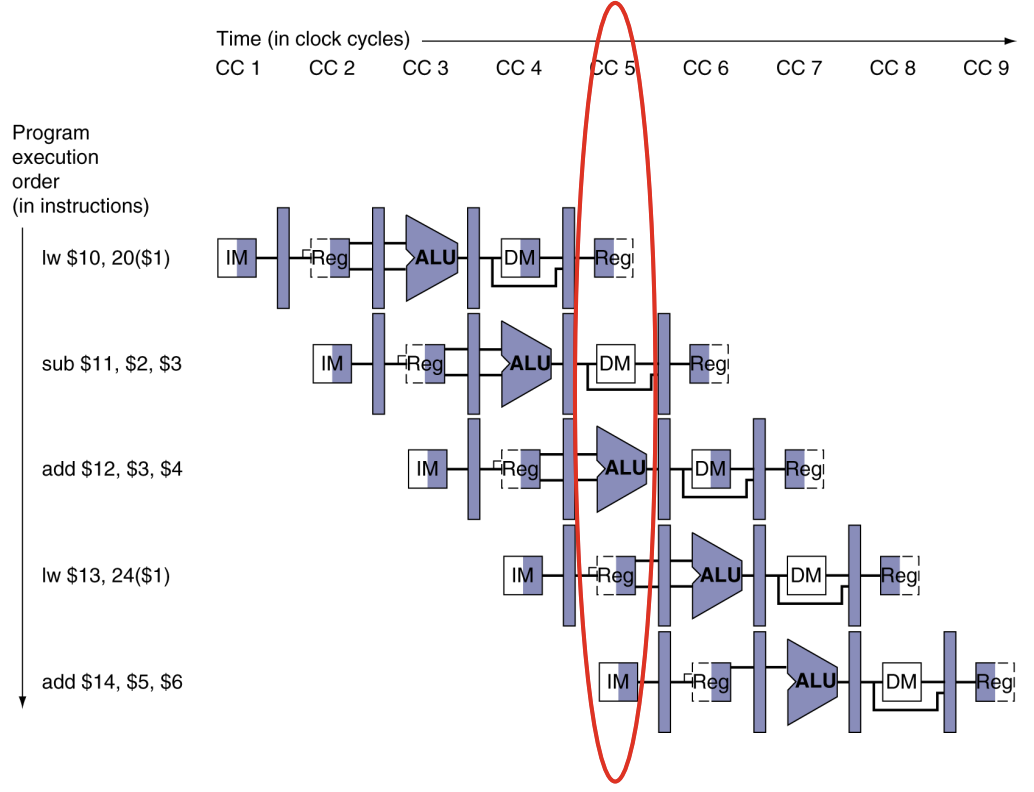 Time (in clock cycles)
CC 1 CC 2 CC 3 CC 4 CC 5 CC 6 CC 7 CC 8 CC 9
Program
execution
order
(in instructions)
lw $10, 20($1) IM Reg ALU DM Reg
sub $11, $2, $3 IM Reg ALU DM Reg
add $12, $3, $4 IM Reg ALU DM Reg
lw $13, 24($1) IM Reg ALU DM Reg
add $14, $5, $6 IM Reg ALU DM Reg